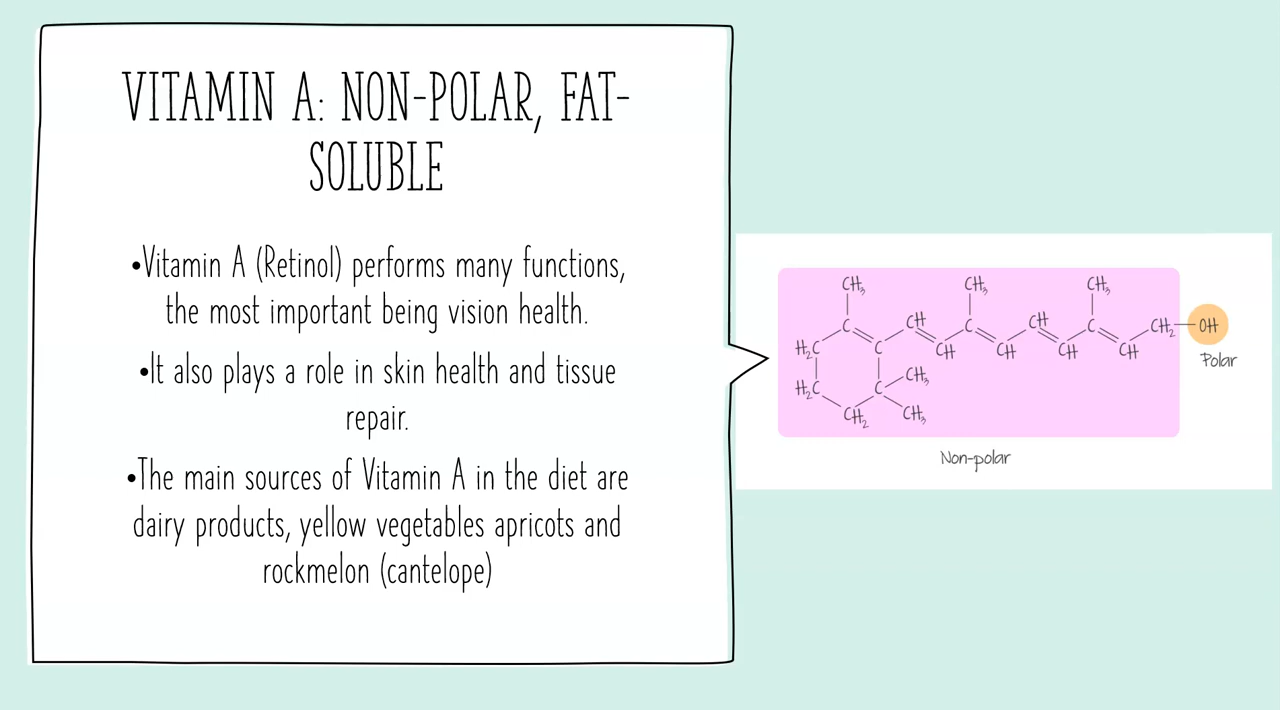 VITAMIN A: NON-POLAR, FAT-
SOLUBLE
•Vitamin A (Retinol) performs many functions,
the most important being vision health.
•It also plays a role in skin health and tissue
repair.
•The main sources of Vitamin A in the diet are
dairy products, yellow vegetables apricots and
rockmelon (cantelope)
CH₃ CH₃ CH₃
C CH C CH C CH₂ OH
H₂C C CH CH CH CH
Polar
H₂C C CH₃
CH₂ CH₃
Non-polar